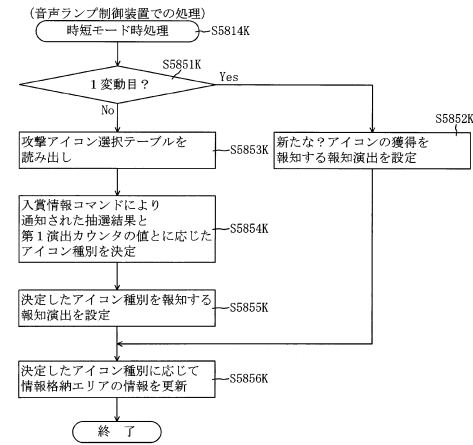 (音声ランプ制御装置での処理)
時短モード時処理
S5814K
S5851K
1変動目?
Yes
No
S5852K
攻撃アイコン選択テーブルを
読み出し
S5853K
新たな?アイコンの獲得を
報知する報知演出を設定
入賞情報コマンドにより
通知された抽選結果と
第1演出カウンタの値とに応じた
アイコン種別を決定
S5854K
決定したアイコン種別を報知する
報知演出を設定
S5855K
決定したアイコン種別に応じて
情報格納エリアの情報を更新
S5856K
終 了